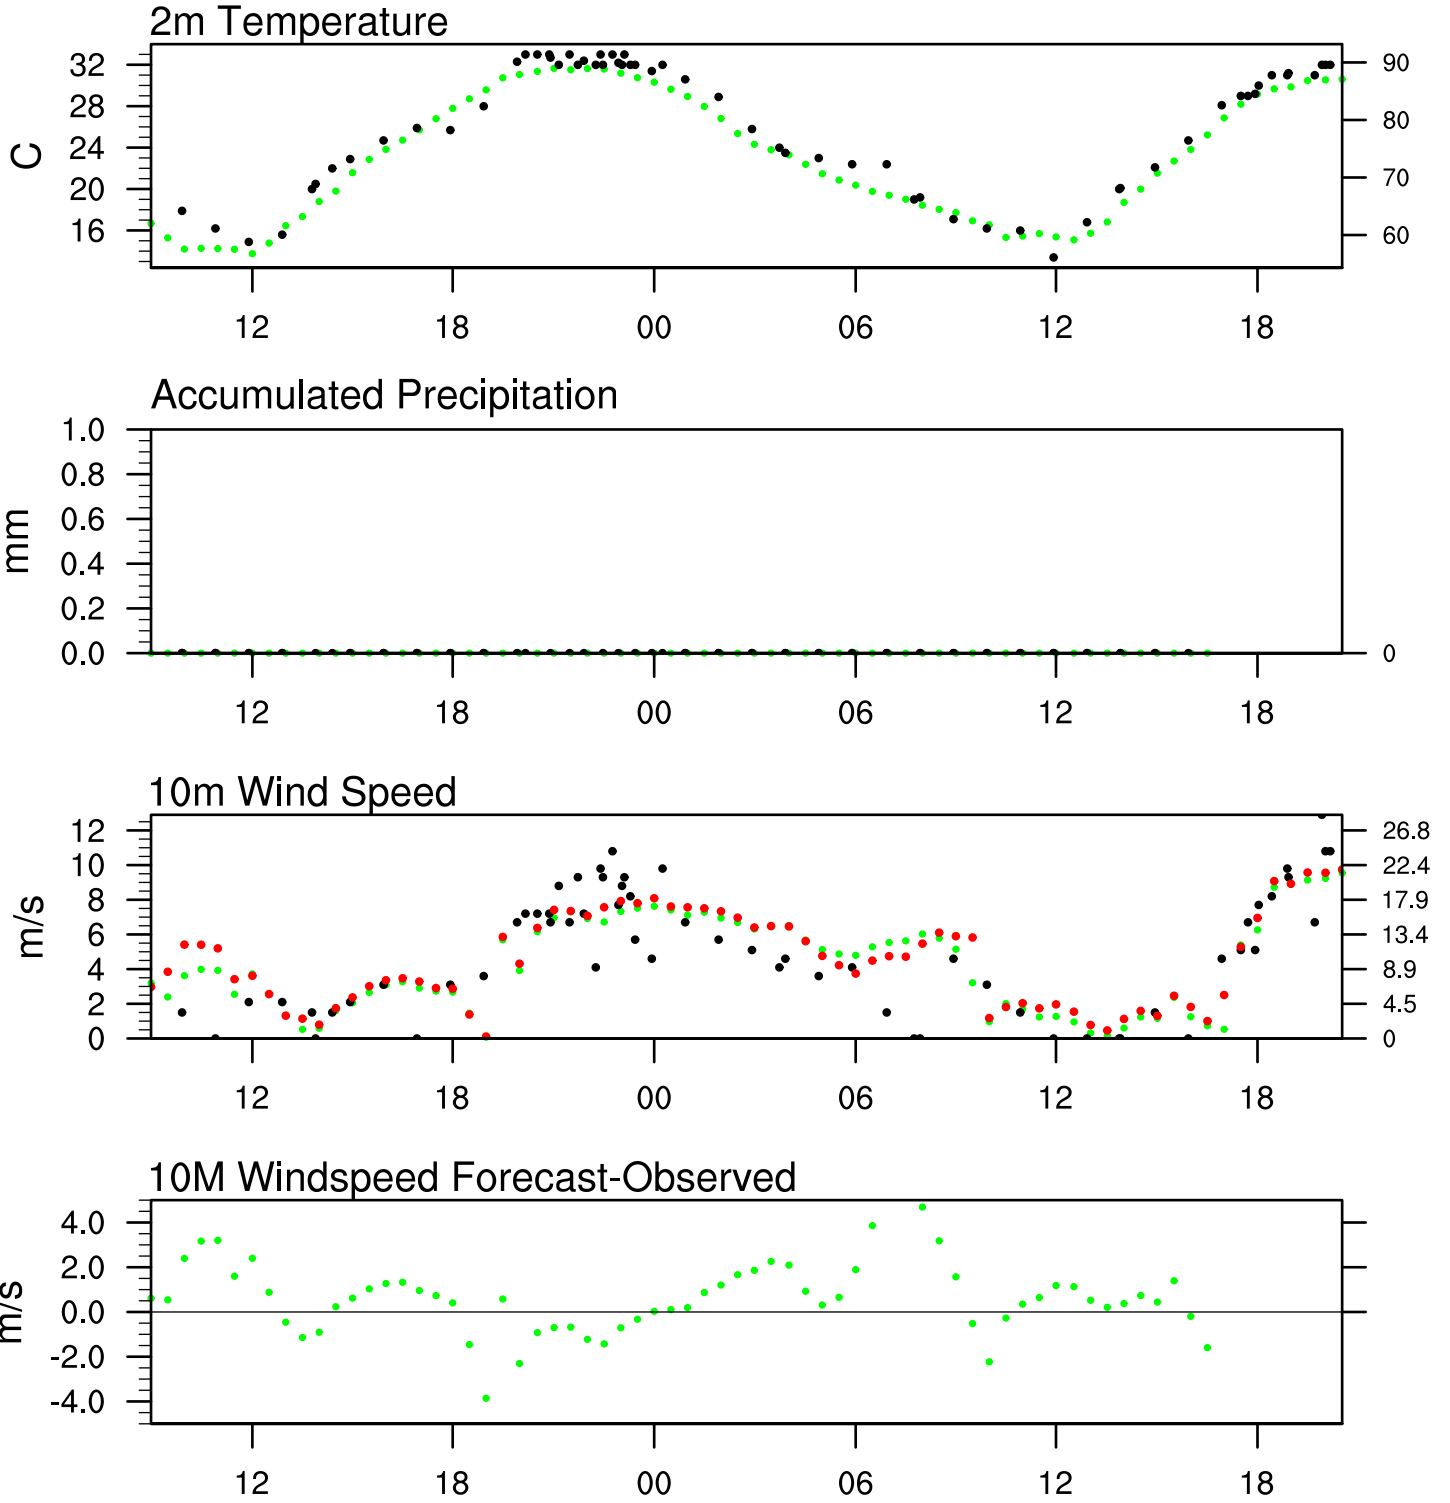 2m Temperature
32
28
24
20
16
C
90
80
70
60
12 18 00 06 12 18
Accumulated Precipitation
1.0
0.8
0.6
0.4
0.2
0.0
mm
0
12 18 00 06 12 18
10m Wind Speed
12
10
8
6
4
2
0
m/s
26.8
22.4
17.9
13.4
8.9
4.5
0
12 18 00 06 12 18
10M Windspeed Forecast-Observed
4.0
2.0
0.0
-2.0
-4.0
m/s
12 18 00 06 12 18